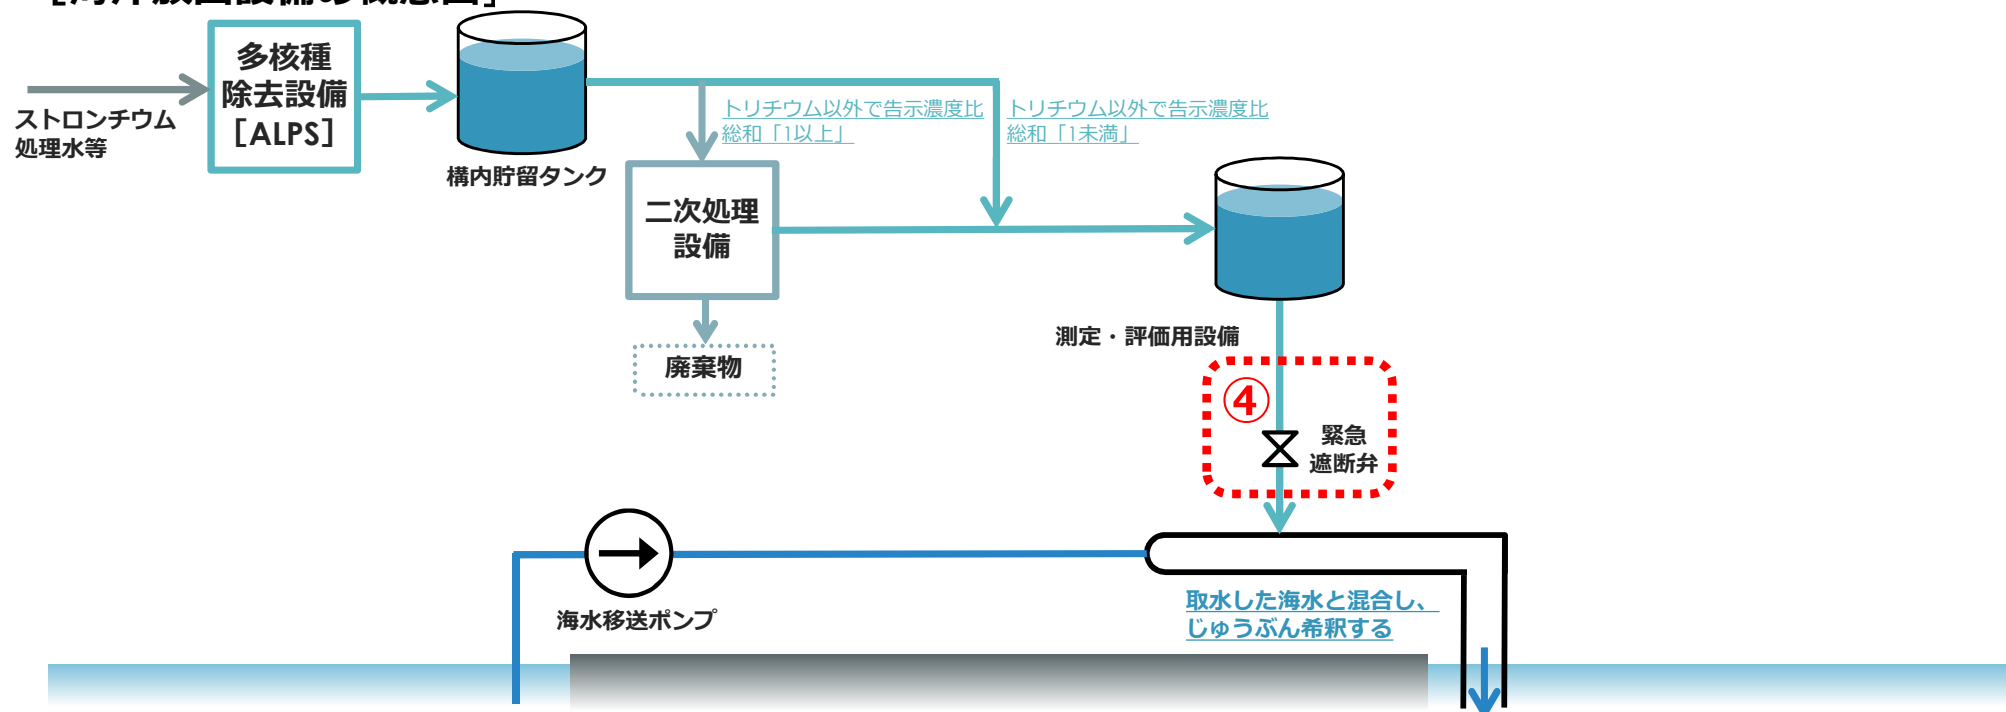 多核種
除去設備
［ALPS］
ストロンチウム
処理水等
構内貯留タンク
トリチウム以外で告示濃度比
総和「1以上」
トリチウム以外で告示濃度比
総和「1未満」
二次処理
設備
廃棄物
測定・評価用設備
④
緊急
遮断弁
海水移送ポンプ
取水した海水と混合し、
じゅうぶん希釈する